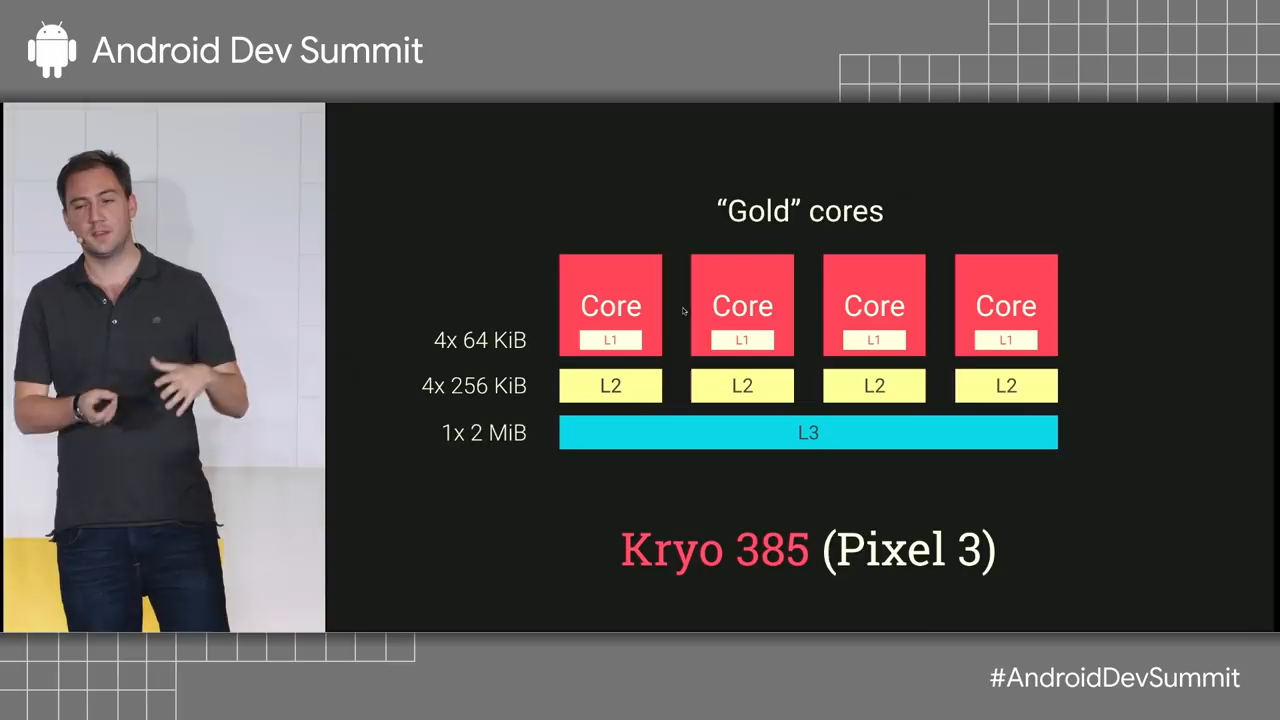 Android Dev Summit
“Gold” cores
Core Core Core Core
4x 64 KiB L1 L1 L1 L1
4x 256 KiB L2 L2 L2 L2
1x 2 MiB L3
Kryo 385 (Pixel 3)
#AndroidDevSummit